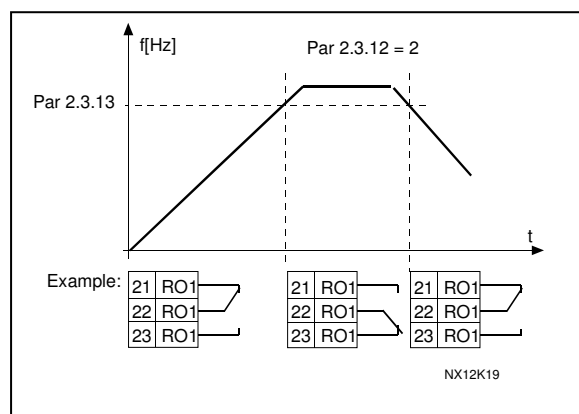 f[Hz]
Par 2.3.12 = 2
Par 2.3.13
t
Example:
21 RO1
22 RO1
23 RO1
21 RO1
22 RO1
23 RO1
21 RO1
22 RO1
23 RO1
NX12K19